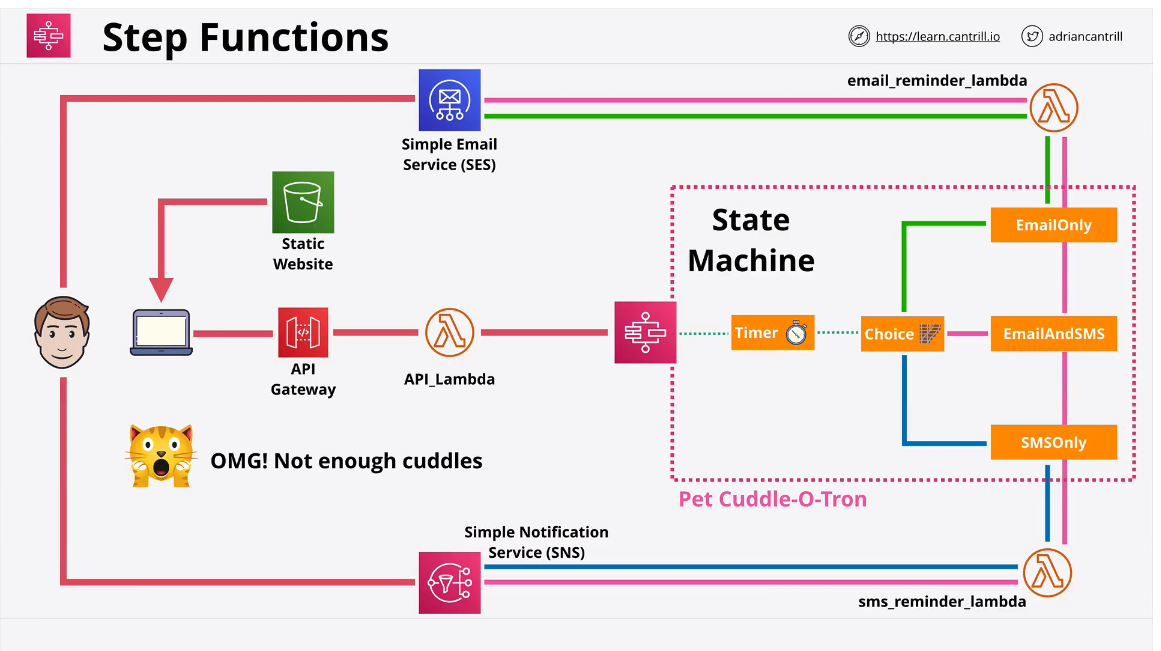 Step Functions
https://learn.cantrill.io
adriancantrill
email_reminder_lambda
Simple Email
Service (SES)
State
Machine
EmailOnly
Static
Website
Timer
Choice
EmailAndSMS
API
Gateway
API_Lambda
SMSOnly
OMG! Not enough cuddles
Pet Cuddle-O-Tron
Simple Notification
Service (SNS)
sms_reminder_lambda